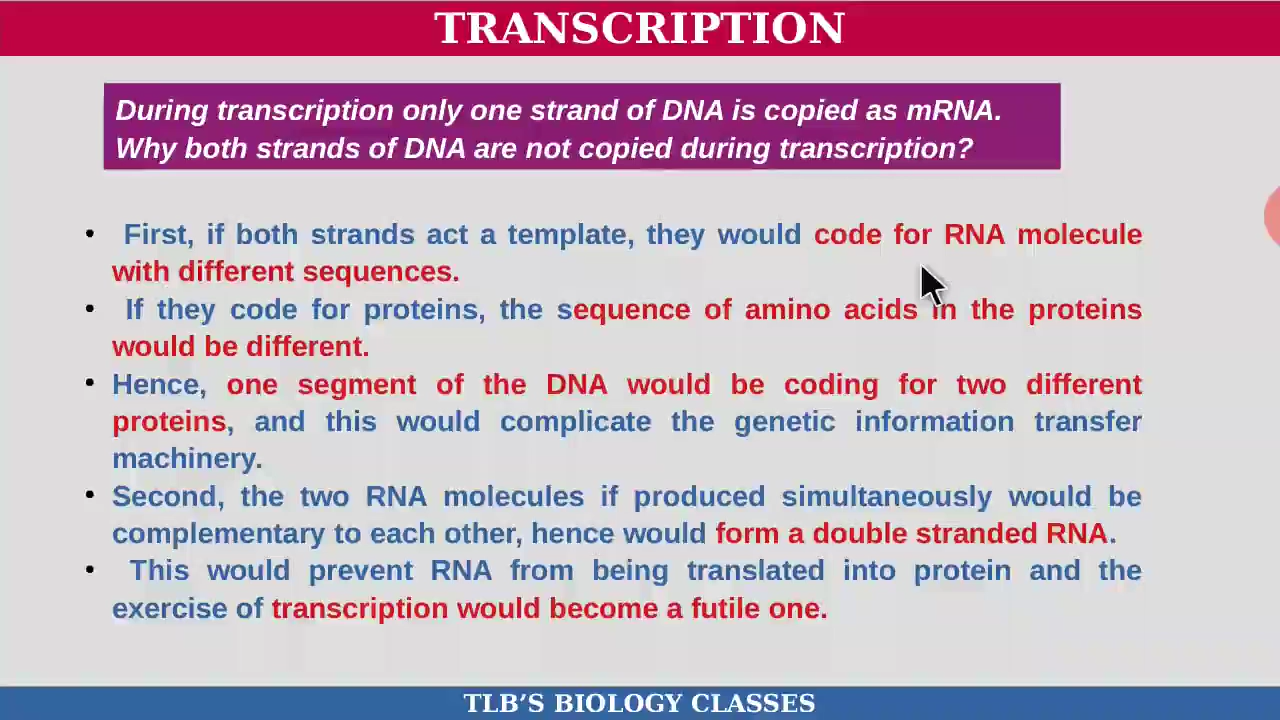 TRANSCRIPTION
During transcription only one strand of DNA is copied as mRNA.
Why both strands of DNA are not copied during transcription?
• First, if both strands act a template, they would code for RNA molecule
with different sequences.
• If they code for proteins, the sequence of amino acids in the proteins
would be different.
• Hence, one segment of the DNA would be coding for two different
proteins, and this would complicate the genetic information transfer
machinery.
• Second, the two RNA molecules if produced simultaneously would be
complementary to each other, hence would form a double stranded RNA.
• This would prevent RNA from being translated into protein and the
exercise of transcription would become a futile one.
TLB’S BIOLOGY CLASSES